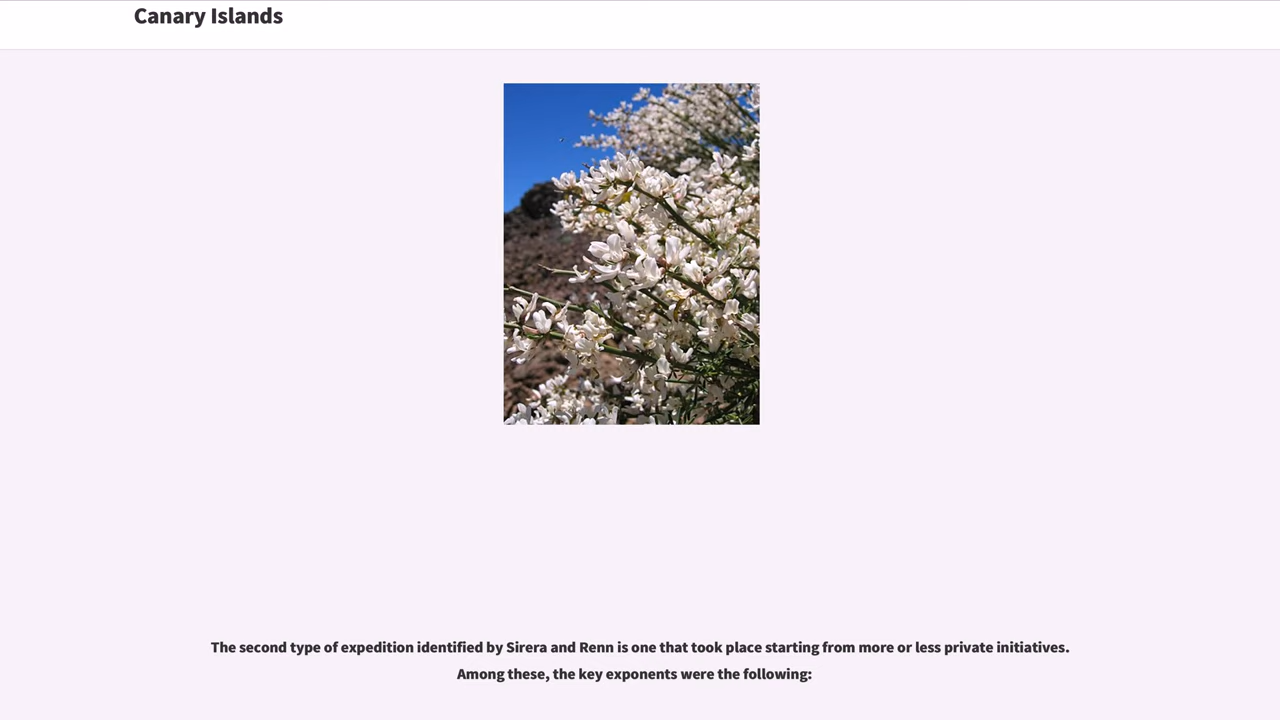 Canary Islands
The second type of expedition identified by Sirera and Renn is one that took place starting from more or less private initiatives.
Among these, the key exponents were the following: